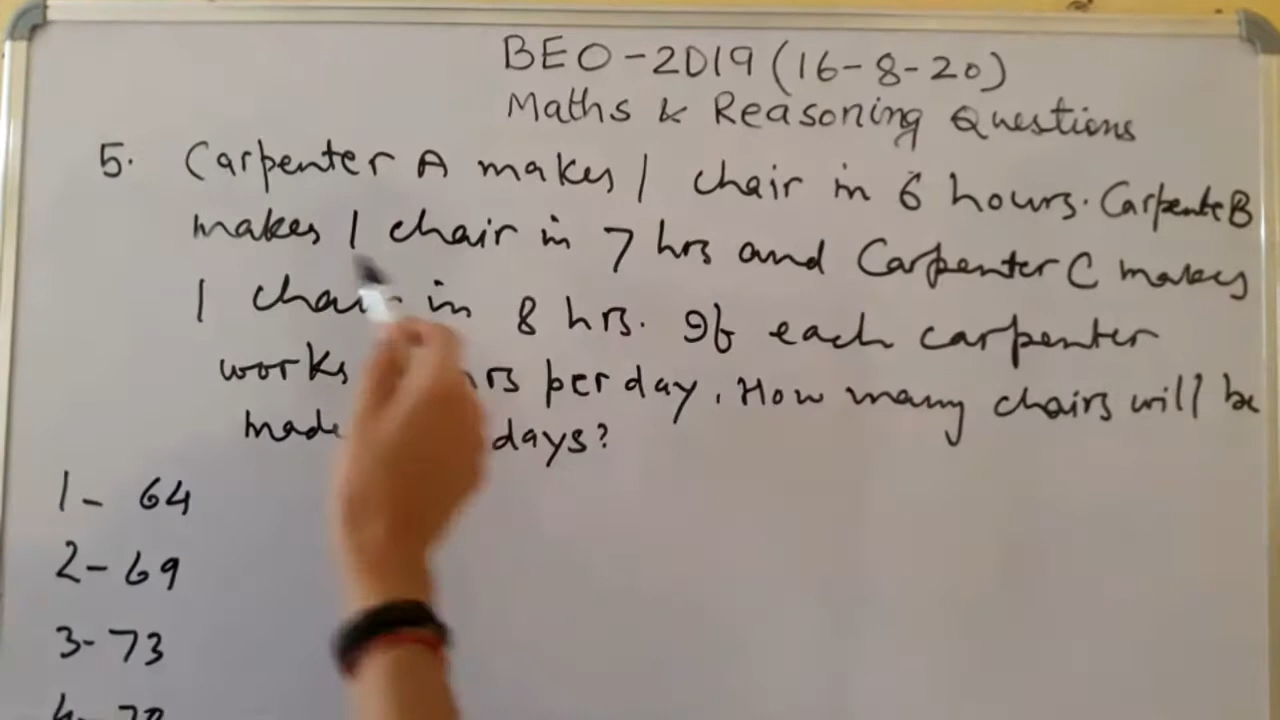 BEO-2019 (16-8-20)
Maths & Reasoning Questions
5. Carpenter A makes 1 chair in 6 hours. Carpente B
makes 1 chair in 7 hrs and Carpenter C makes
1 in 8 hrs. If each carpenter
works per day. How many chairs will be
made days?
1- 64
2- 69
3- 73